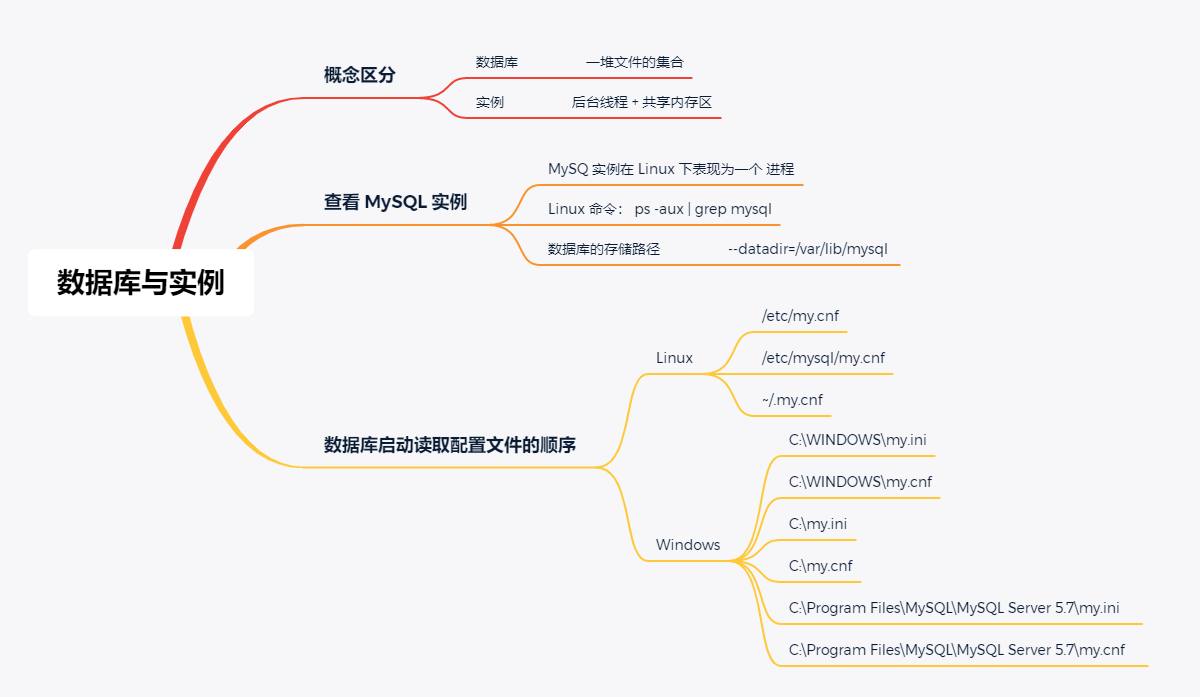 数据库与实例
概念区分
数据库 一堆文件的集合
实例 后台线程 + 共享内存区
查看 MySQL 实例
MySQ 实例在 Linux 下表现为一个 进程
Linux 命令： ps -aux | grep mysql
数据库的存储路径 --datadir=/var/lib/mysql
数据库启动读取配置文件的顺序
Linux
/etc/my.cnf
/etc/mysql/my.cnf
~/.my.cnf
Windows
C:\WINDOWS\my.ini
C:\WINDOWS\my.cnf
C:\my.ini
C:\my.cnf
C:\Program Files\MySQL\MySQL Server 5.7\my.ini
C:\Program Files\MySQL\MySQL Server 5.7\my.cnf